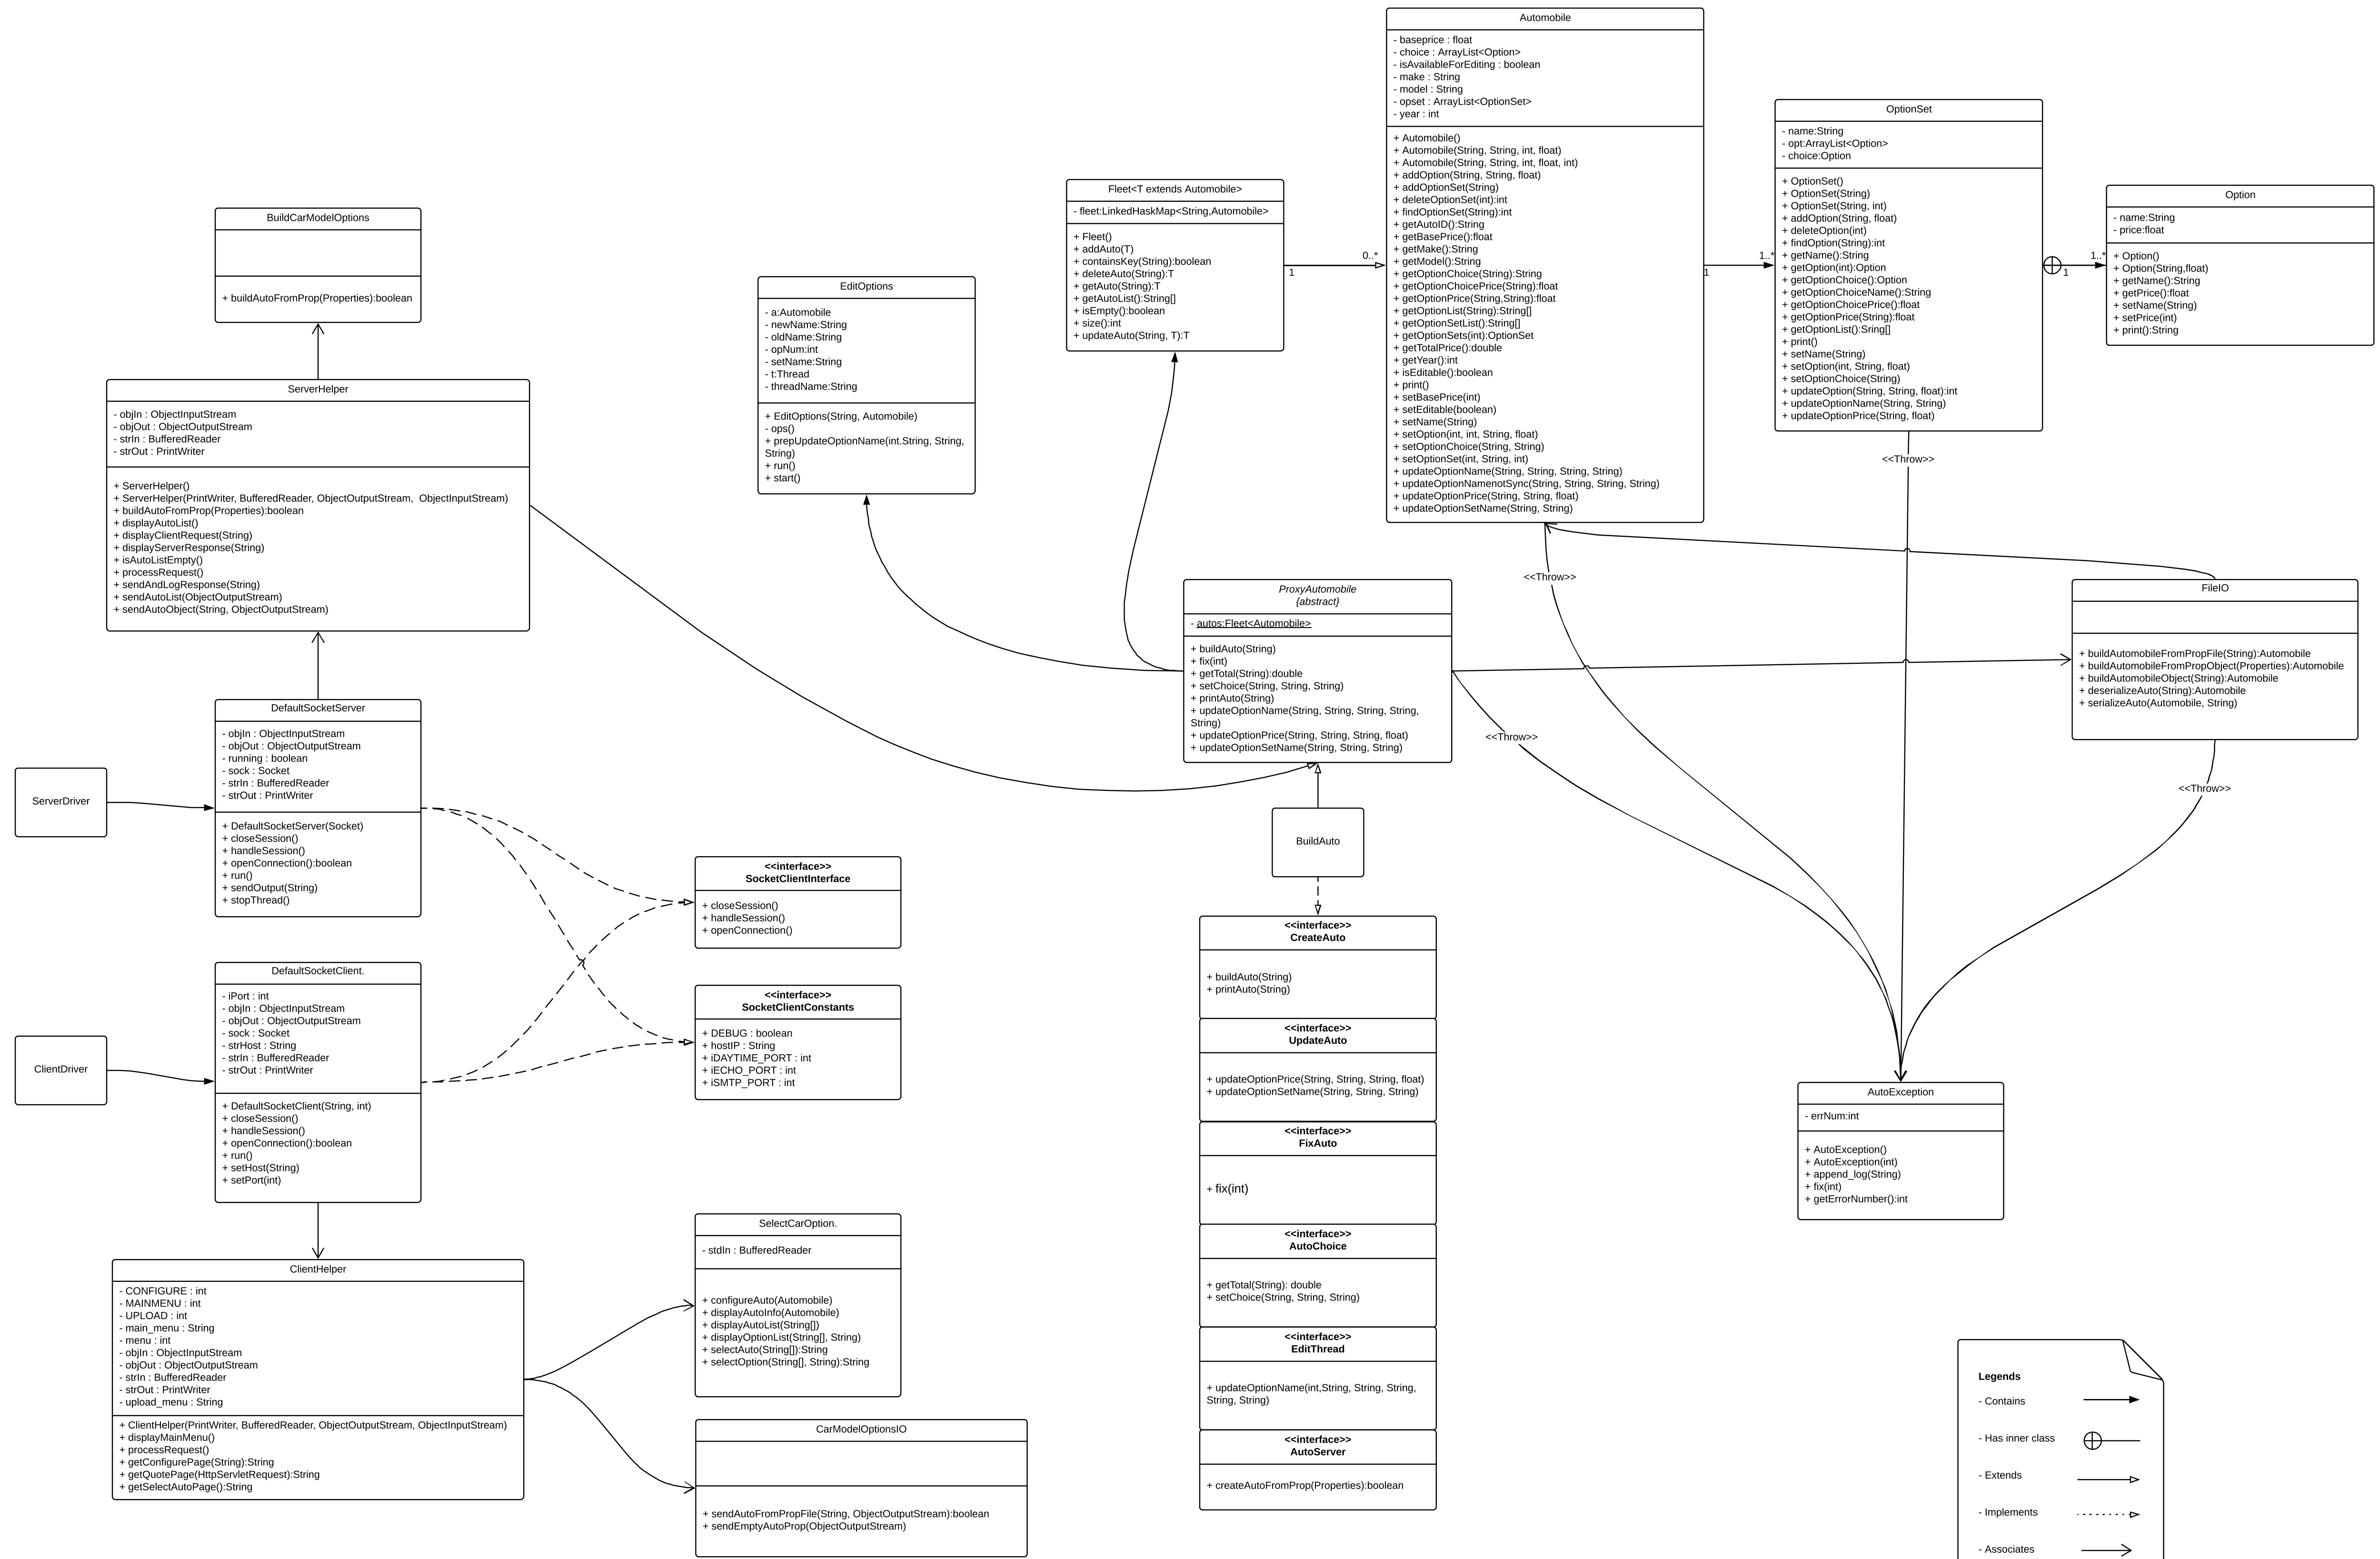 Automobile
- baseprice : float
- choice : ArrayList<Option>
- isAvailableForEditing : boolean
- make : String
- model : String
- opset : ArrayList<OptionSet>
- year : int
+ Automobile()
+ Automobile(String, String, int, float)
+ Automobile(String, String, int, float, int)
+ addOption(String, String, float)
+ addOptionSet(String)
+ deleteOptionSet(int):int
+ findOptionSet(String):int
+ getAutoID():String
+ getBasePrice():float
+ getMake():String
+ getModel():String
+ getOptionChoice(String):String
+ getOptionChoicePrice(String):float
+ getOptionPrice(String,String):float
+ getOptionList(String):String[]
+ getOptionSetList():String[]
+ getOptionSets(int):OptionSet
+ getTotalPrice():double
+ getYear():int
+ isEditable():boolean
+ print()
+ setBasePrice(int)
+ setEditable(boolean)
+ setName(String)
+ setOption(int, int, String, float)
+ setOptionChoice(String, String)
+ setOptionSet(int, String, int)
+ updateOptionName(String, String, String, String)
+ updateOptionNamenotSync(String, String, String, String)
+ updateOptionPrice(String, String, float)
+ updateOptionSetName(String, String)
OptionSet
- name:String
- opt:ArrayList<Option>
- choice:Option
+ OptionSet()
+ OptionSet(String)
+ OptionSet(String, int)
+ addOption(String, float)
+ deleteOption(int)
+ findOption(String):int
+ getName():String
+ getOption(int):Option
+ getOptionChoice():Option
+ getOptionChoiceName():String
+ getOptionChoicePrice():float
+ getOptionPrice(String):float
+ getOptionList():Sring[]
+ print()
+ setName(String)
+ setOption(int, String, float)
+ setOptionChoice(String)
+ updateOption(String, String, float):int
+ updateOptionName(String, String)
+ updateOptionPrice(String, float)
Option
- name:String
- price:float
+ Option()
+ Option(String,float)
+ getName():String
+ getPrice():float
+ setName(String)
+ setPrice(int)
+ print():String
Fleet<T extends Automobile>
- fleet:LinkedHaskMap<String,Automobile>
+ Fleet()
+ addAuto(T)
+ containsKey(String):boolean
+ deleteAuto(String):T
+ getAuto(String):T
+ getAutoList():String[]
+ isEmpty():boolean
+ size():int
+ updateAuto(String, T):T
0..*
1
1..*
1
1..*
1
BuildCarModelOptions
+ buildAutoFromProp(Properties):boolean
EditOptions
- a:Automobile
- newName:String
- oldName:String
- opNum:int
- setName:String
- t:Thread
- threadName:String
+ EditOptions(String, Automobile)
- ops()
+ prepUpdateOptionName(int.String, String,
String)
+ run()
+ start()
ServerHelper
- objIn : ObjectInputStream
- objOut : ObjectOutputStream
- strIn : BufferedReader
- strOut : PrintWriter
+ ServerHelper()
+ ServerHelper(PrintWriter, BufferedReader, ObjectOutputStream,  ObjectInputStream)
+ buildAutoFromProp(Properties):boolean
+ displayAutoList()
+ displayClientRequest(String)
+ displayServerResponse(String)
+ isAutoListEmpty()
+ processRequest()
+ sendAndLogResponse(String)
+ sendAutoList(ObjectOutputStream)
+ sendAutoObject(String, ObjectOutputStream)
<<Throw>>
<<Throw>>
<<Throw>>
<<Throw>>
ProxyAutomobile
{abstract}
- autos:Fleet<Automobile>
+ buildAuto(String)
+ fix(int)
+ getTotal(String):double
+ setChoice(String, String, String)
+ printAuto(String)
+ updateOptionName(String, String, String, String,
String)
+ updateOptionPrice(String, String, String, float)
+ updateOptionSetName(String, String, String)
FileIO
+ buildAutomobileFromPropFile(String):Automobile
+ buildAutomobileFromPropObject(Properties):Automobile
+ buildAutomobileObject(String):Automobile
+ deserializeAuto(String):Automobile
+ serializeAuto(Automobile, String)
DefaultSocketServer
- objIn : ObjectInputStream
- objOut : ObjectOutputStream
- running : boolean
- sock : Socket
- strIn : BufferedReader
- strOut : PrintWriter
+ DefaultSocketServer(Socket)
+ closeSession()
+ handleSession()
+ openConnection():boolean
+ run()
+ sendOutput(String)
+ stopThread()
ServerDriver
BuildAuto
<<interface>>
SocketClientInterface
+ closeSession()
+ handleSession()
+ openConnection()
<<interface>>
SocketClientConstants
+ DEBUG : boolean
+ hostIP : String
+ iDAYTIME_PORT : int
+ iECHO_PORT : int
+ iSMTP_PORT : int
DefaultSocketClient.
- iPort : int
- objIn : ObjectInputStream
- objOut : ObjectOutputStream
- sock : Socket
- strHost : String
- strIn : BufferedReader
- strOut : PrintWriter
+ DefaultSocketClient(String, int)
+ closeSession()
+ handleSession()
+ openConnection():boolean
+ run()
+ setHost(String)
+ setPort(int)
ClientDriver
<<interface>>
CreateAuto
+ buildAuto(String)
+ printAuto(String)
<<interface>>
UpdateAuto
+ updateOptionPrice(String, String, String, float)
+ updateOptionSetName(String, String, String)
<<interface>>
FixAuto
+ fix(int)
<<interface>>
AutoChoice
+ getTotal(String): double
+ setChoice(String, String, String)
<<interface>>
EditThread
+ updateOptionName(int,String, String, String,
String, String)
<<interface>>
AutoServer
+ createAutoFromProp(Properties):boolean
AutoException
- errNum:int
+ AutoException()
+ AutoException(int)
+ append_log(String)
+ fix(int)
+ getErrorNumber():int
ClientHelper
- CONFIGURE : int
- MAINMENU : int
- UPLOAD : int
- main_menu : String
- menu : int
- objIn : ObjectInputStream
- objOut : ObjectOutputStream
- strIn : BufferedReader
- strOut : PrintWriter
- upload_menu : String
+ ClientHelper(PrintWriter, BufferedReader, ObjectOutputStream, ObjectInputStream)
+ displayMainMenu()
+ processRequest()
+ getConfigurePage(String):String
+ getQuotePage(HttpServletRequest):String
+ getSelectAutoPage():String
SelectCarOption.
- stdIn : BufferedReader
+ configureAuto(Automobile)
+ displayAutoInfo(Automobile)
+ displayAutoList(String[])
+ displayOptionList(String[], String)
+ selectAuto(String[]):String
+ selectOption(String[], String):String
CarModelOptionsIO
+ sendAutoFromPropFile(String, ObjectOutputStream):boolean
+ sendEmptyAutoProp(ObjectOutputStream)
Legends
- Contains
- Has inner class
- Extends
- Implements
- Associates